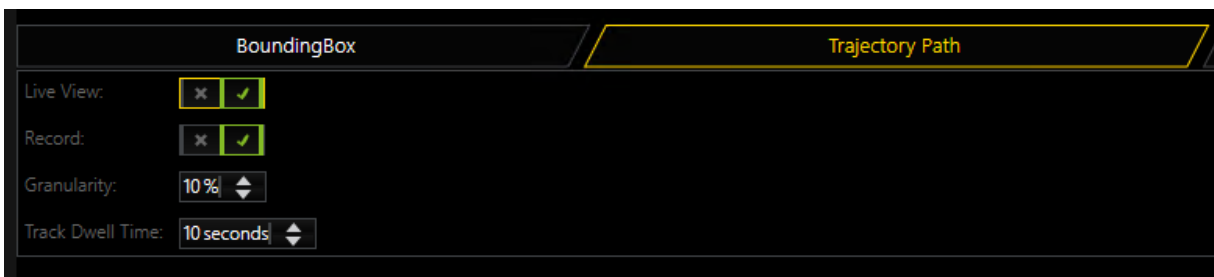 BoundingBox
Trajectory Path
Live View:
Record:
Granularity: 10 %
Track Dwell Time: 10 seconds